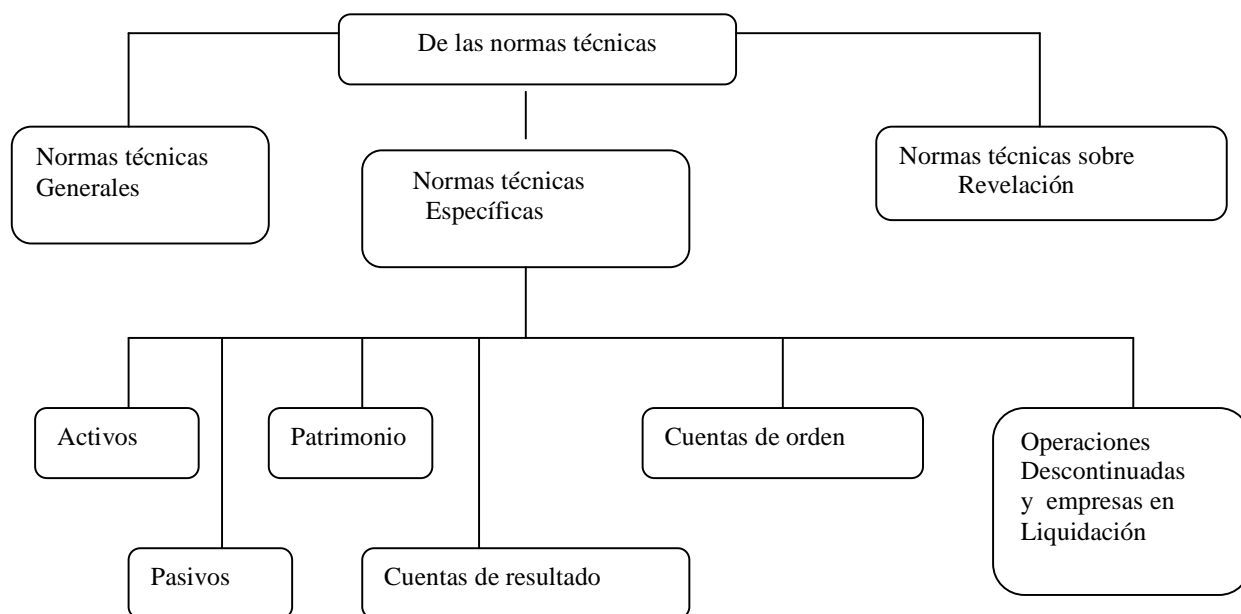 De las normas técnicas
Normas técnicas
Generales
Normas técnicas
Específicas
Normas técnicas sobre
Revelación
Activos
Patrimonio
Cuentas de orden
Operaciones
Descontinuadas
y empresas en
Liquidación
Pasivos
Cuentas de resultado